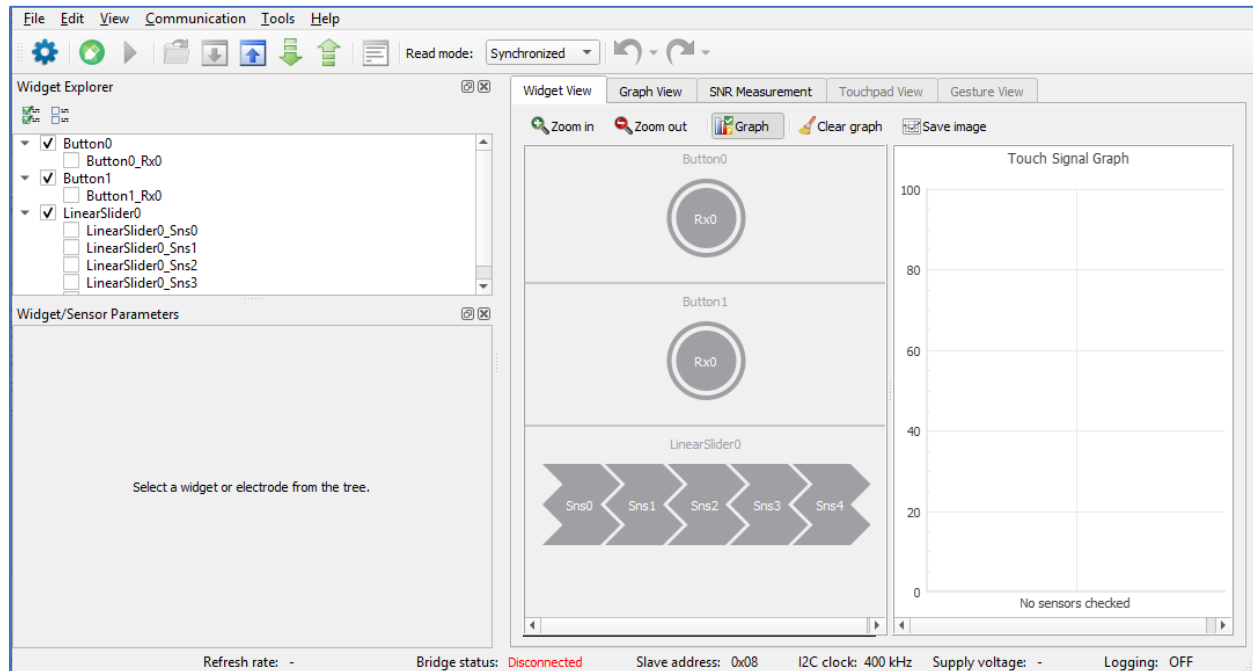 File Edit View Communication Tools Help
Read mode: Synchronized
Widget Explorer
Button0
Button0_Rx0
Button1
Button1_Rx0
LinearSlider0
LinearSlider0_Sns0
LinearSlider0_Sns1
LinearSlider0_Sns2
LinearSlider0_Sns3
Widget/Sensor Parameters
Select a widget or electrode from the tree.
Widget View Graph View SNR Measurement Touchpad View Gesture View
Zoom in Zoom out Graph Clear graph Save image
Button0
Rx0
Button1
Rx0
LinearSlider0
Sns0 Sns1 Sns2 Sns3 Sns4
Touch Signal Graph
100
80
60
40
20
0
No sensors checked
Refresh rate: - Bridge status: Disconnected Slave address: 0x08 I2C clock: 400 kHz Supply voltage: - Logging: OFF